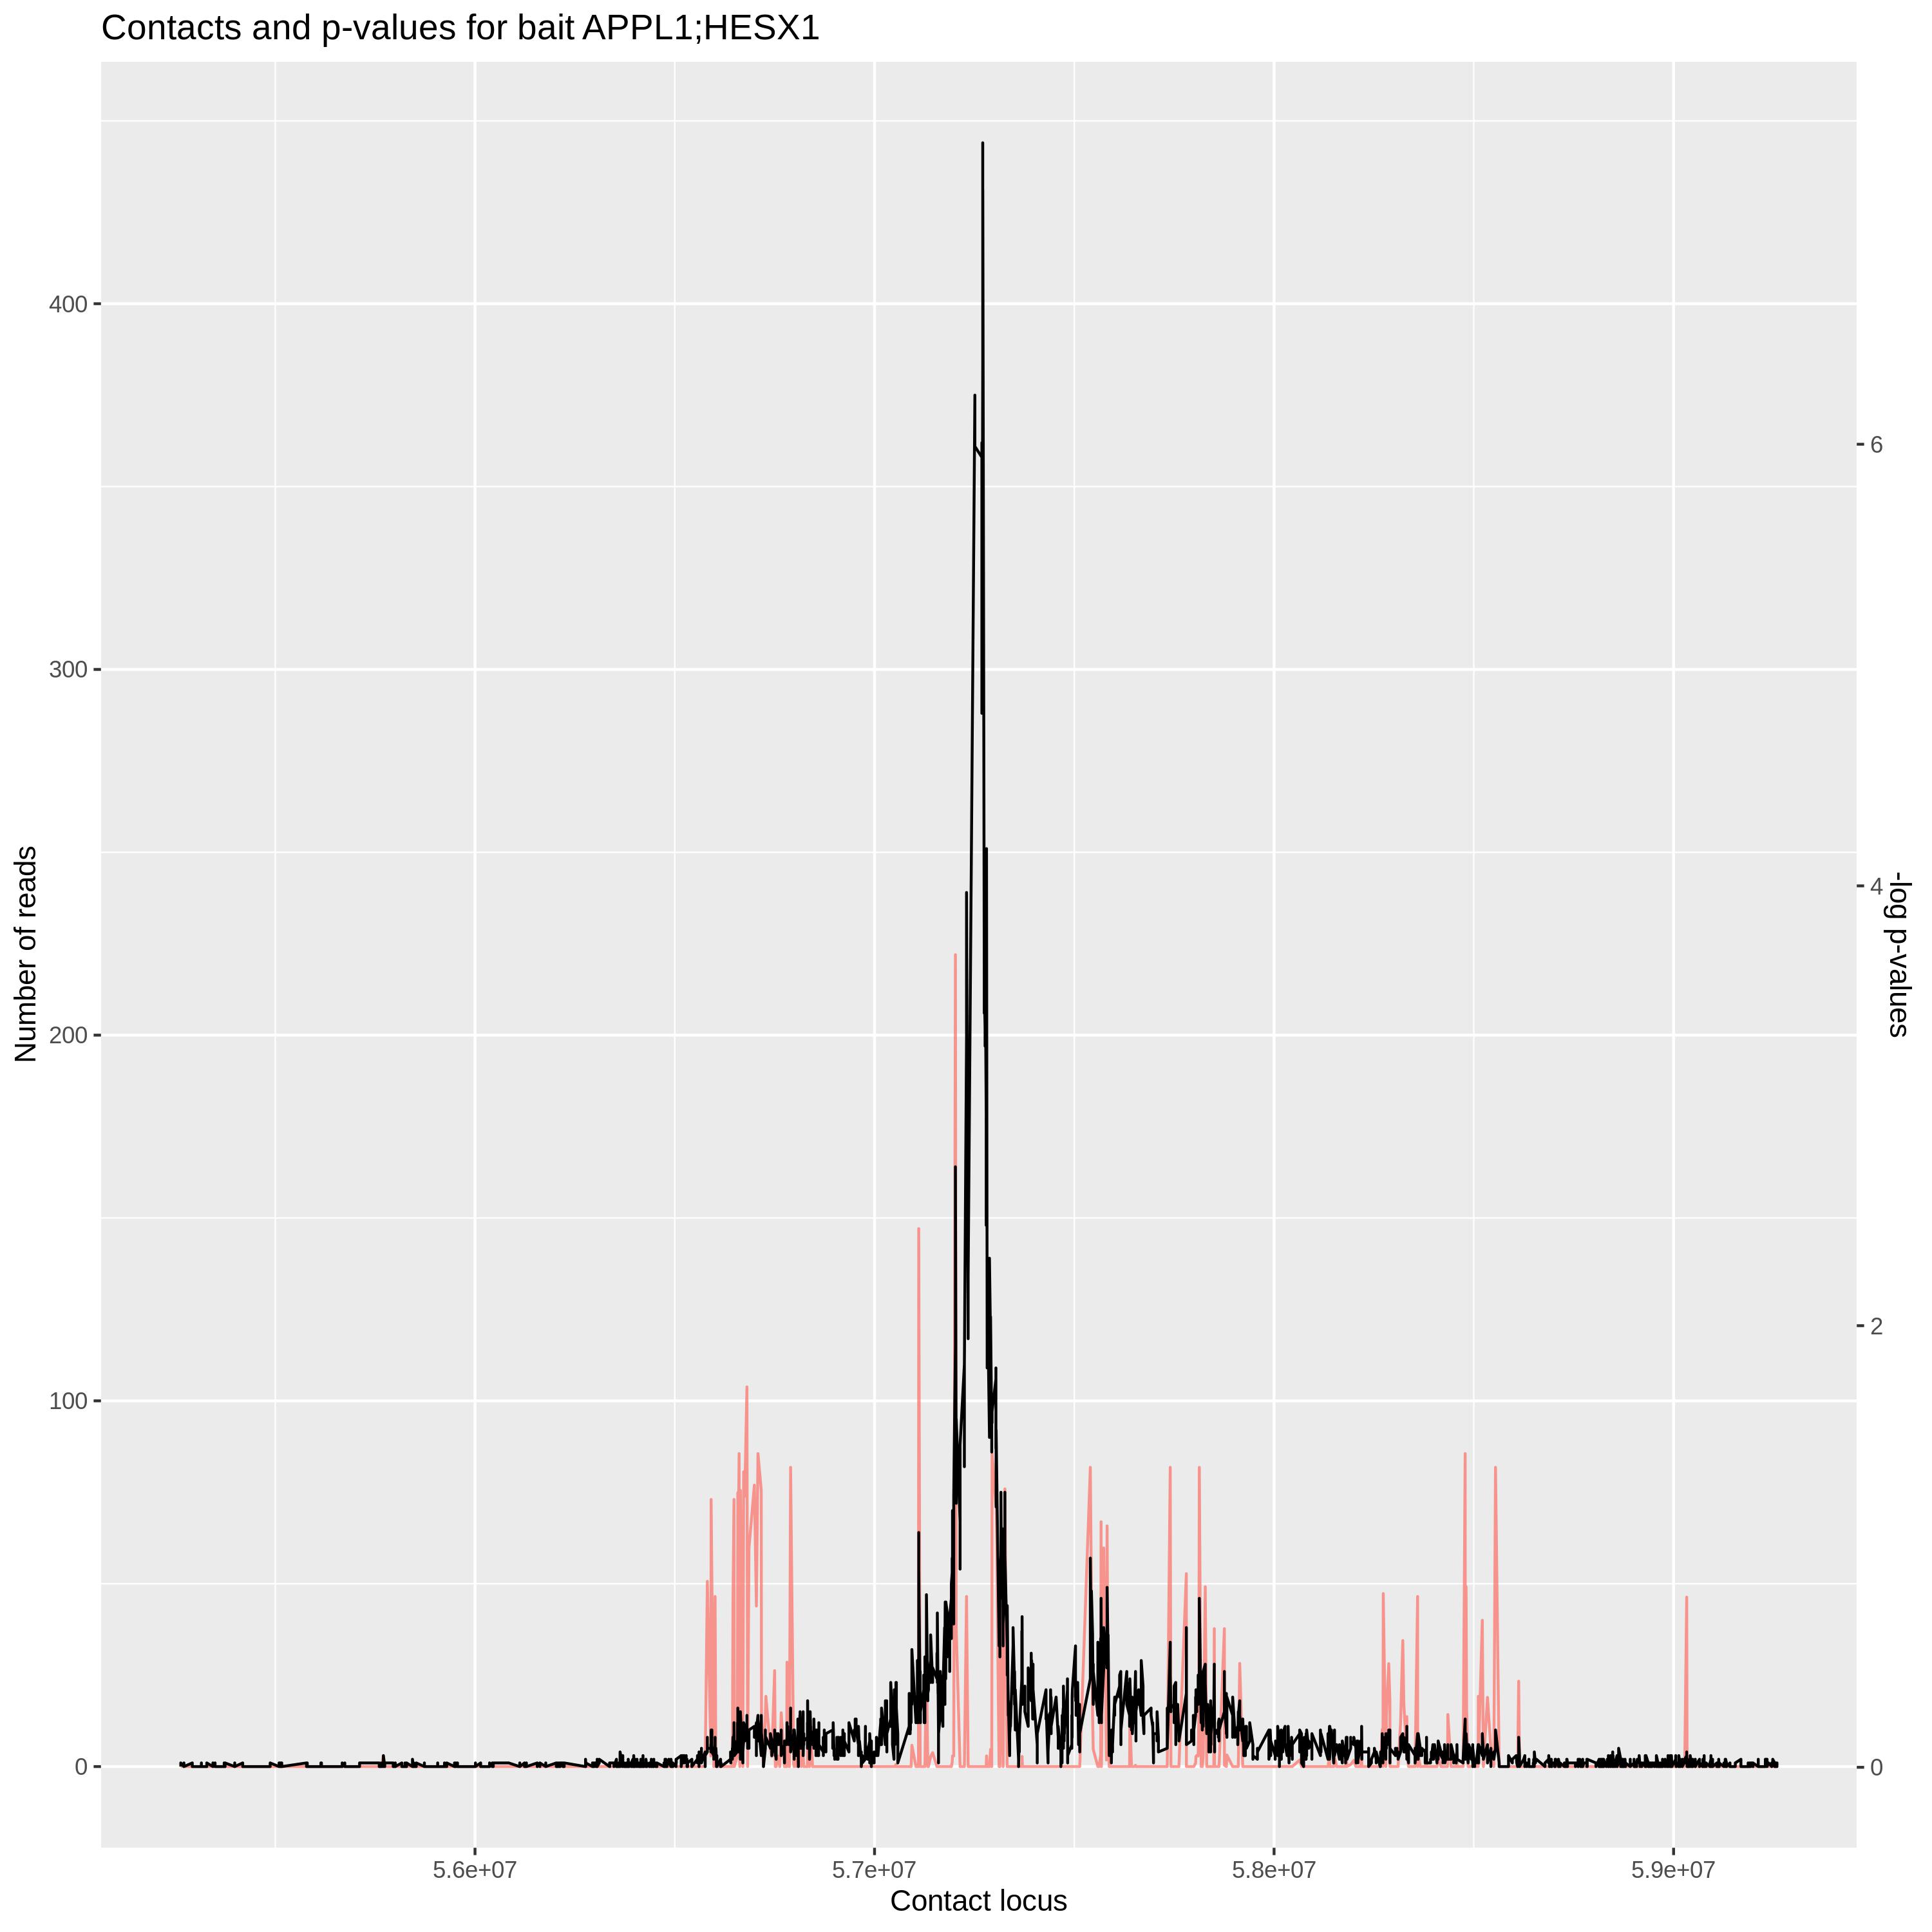 Contacts and p-values for bait APPL1;HESX1
Number of reads
400
300
200
100
0
6
4
2
0
-log p-values
5.6e+07 5.7e+07 5.8e+07 5.9e+07
Contact locus